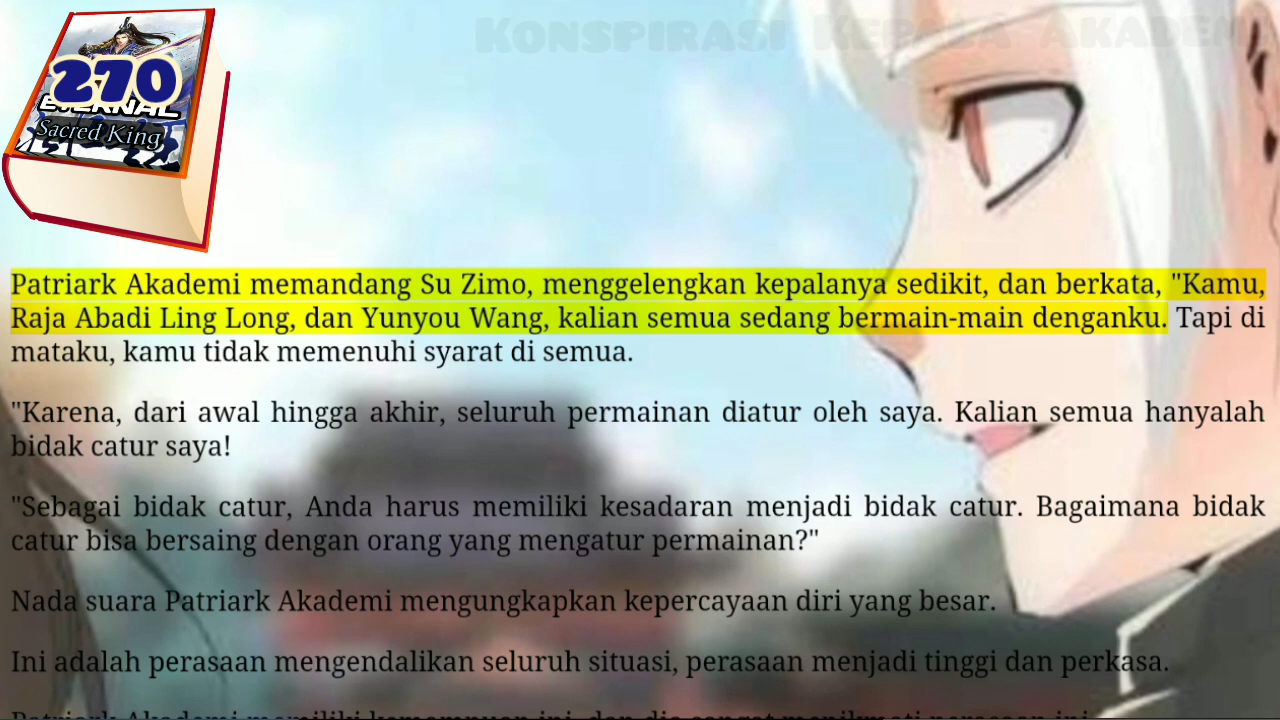 Konspirasi Kepala Akademi
270
ETERNAL
Sacred King
Patriark Akademi memandang Su Zimo, menggelengkan kepalanya sedikit, dan berkata, "Kamu,
Raja Abadi Ling Long, dan Yunyou Wang, kalian semua sedang bermain-main denganku. Tapi di
mataku, kamu tidak memenuhi syarat di semua.
"Karena, dari awal hingga akhir, seluruh permainan diatur oleh saya. Kalian semua hanyalah
bidak catur saya!
"Sebagai bidak catur, Anda harus memiliki kesadaran menjadi bidak catur. Bagaimana bidak
catur bisa bersaing dengan orang yang mengatur permainan?"
Nada suara Patriark Akademi mengungkapkan kepercayaan diri yang besar.
Ini adalah perasaan mengendalikan seluruh situasi, perasaan menjadi tinggi dan perkasa.